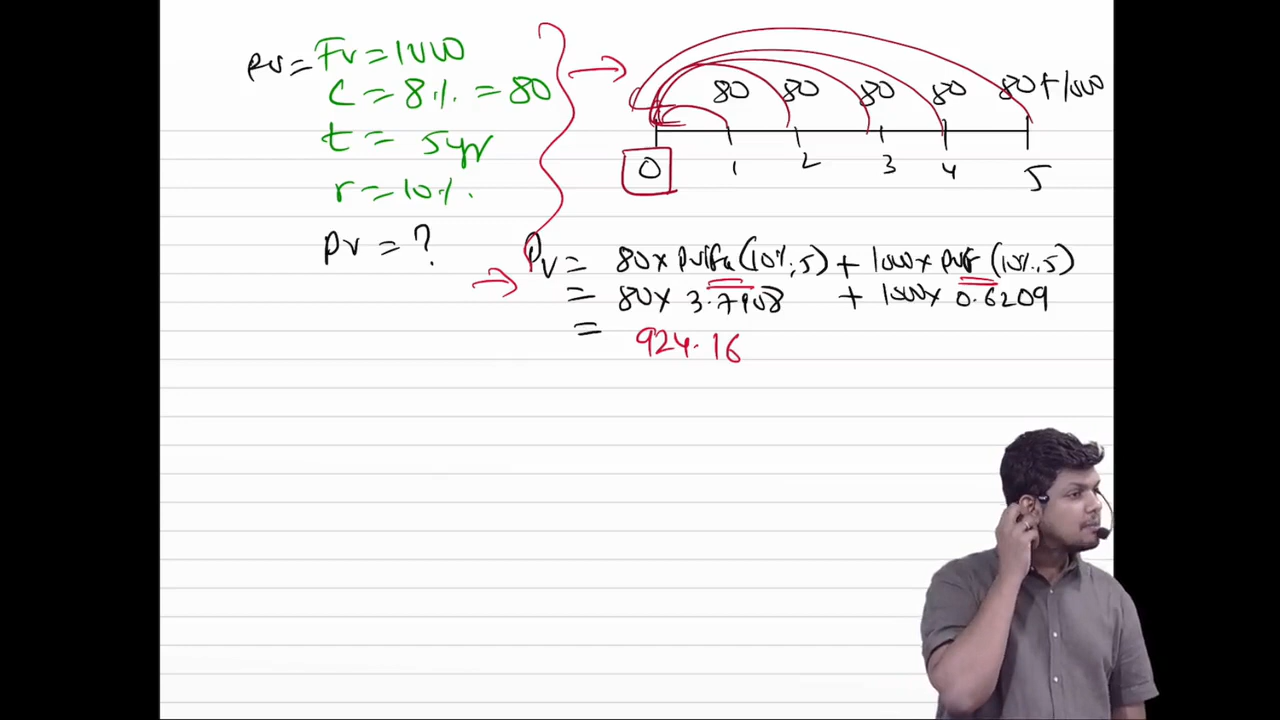 PV = FV = 1000
C = 8% = 80
t = 5yr
r = 10%.
PV = ?
80 80 80 80 80+1000
0 1 2 3 4 5
PV = 80 x PVIFa (10%, 5) + 1000 x PVF (10%, 5)
= 80 x 3.7908 + 1000 x 0.6209
= 924.16